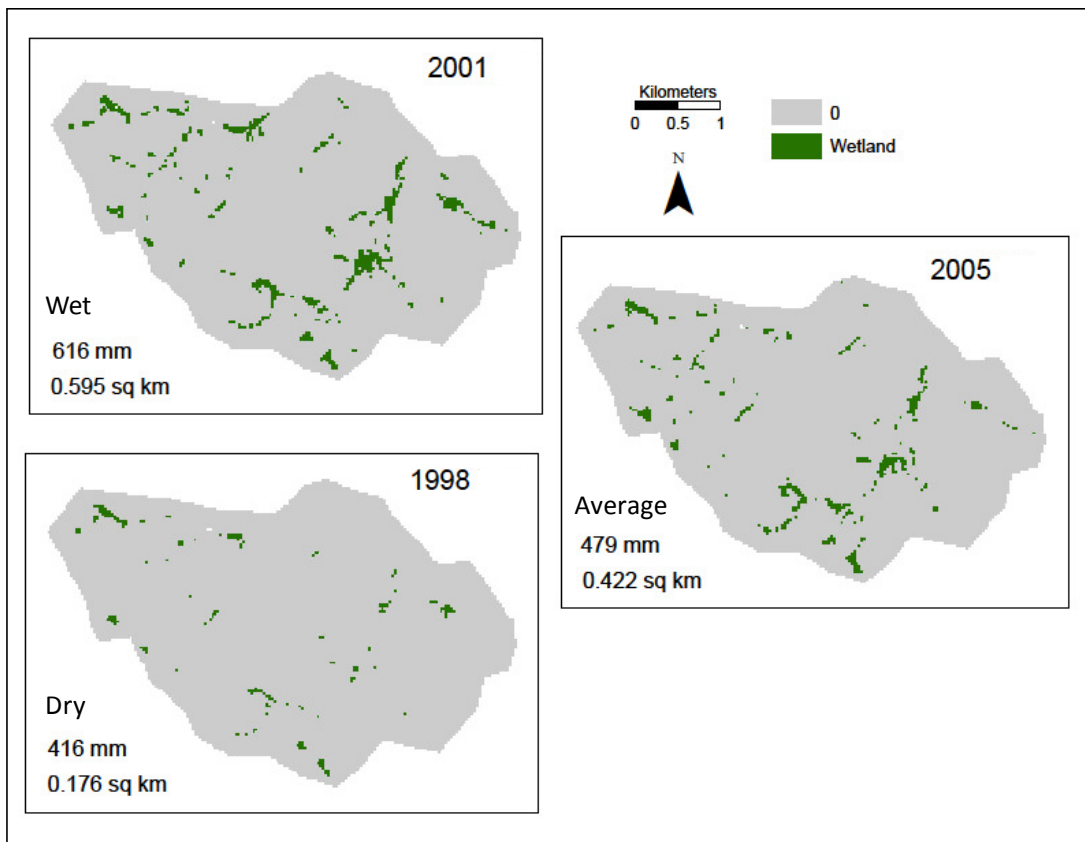 2001
Wet
616 mm
0.595 sq km
Kilometers
0 0.5 1
N
0
Wetland
2005
Average
479 mm
0.422 sq km
1998
Dry
416 mm
0.176 sq km